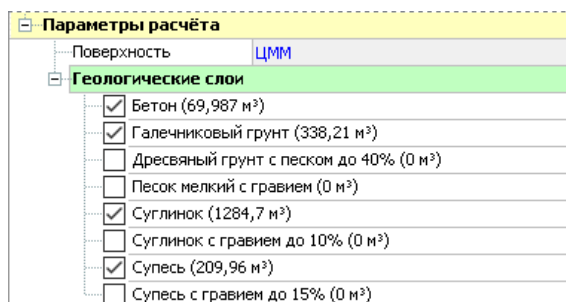 Параметры расчёта
Поверхность ЦММ
Геологические слои
Бетон (69,987 м³)
Галечниковый грунт (338,21 м³)
Дресвяный грунт с песком до 40% (0 м³)
Песок мелкий с гравием (0 м³)
Суглинок (1284,7 м³)
Суглинок с гравием до 10% (0 м³)
Супесь (209,96 м³)
Супесь с гравием до 15% (0 м³)